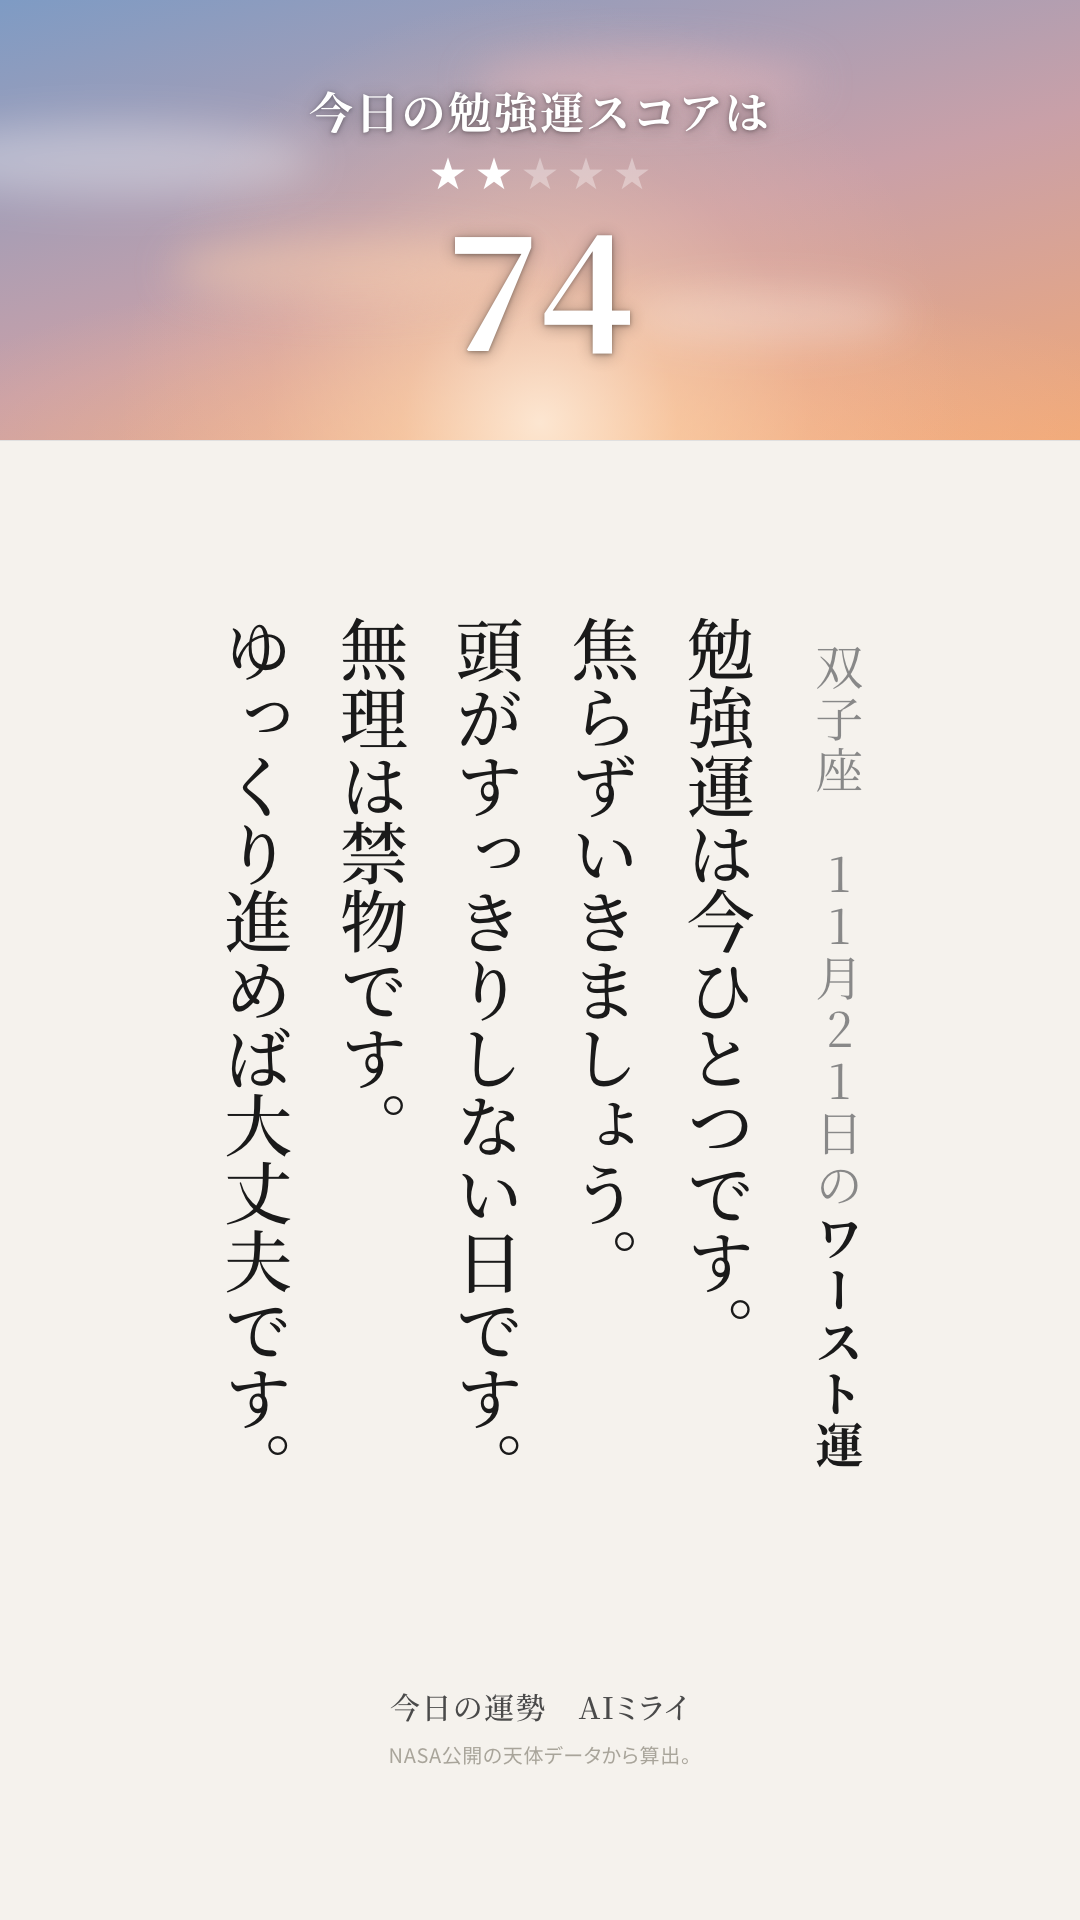 今日の勉強運スコアは
★★★★★
74
双子座　11月21日のワースト運
勉強運は今ひとつです。
焦らずいきましょう。
頭がすっきりしない日です。
無理は禁物です。
ゆっくり進めば大丈夫です。
今日の運勢　AIミライ
NASA公開の天体データから算出。